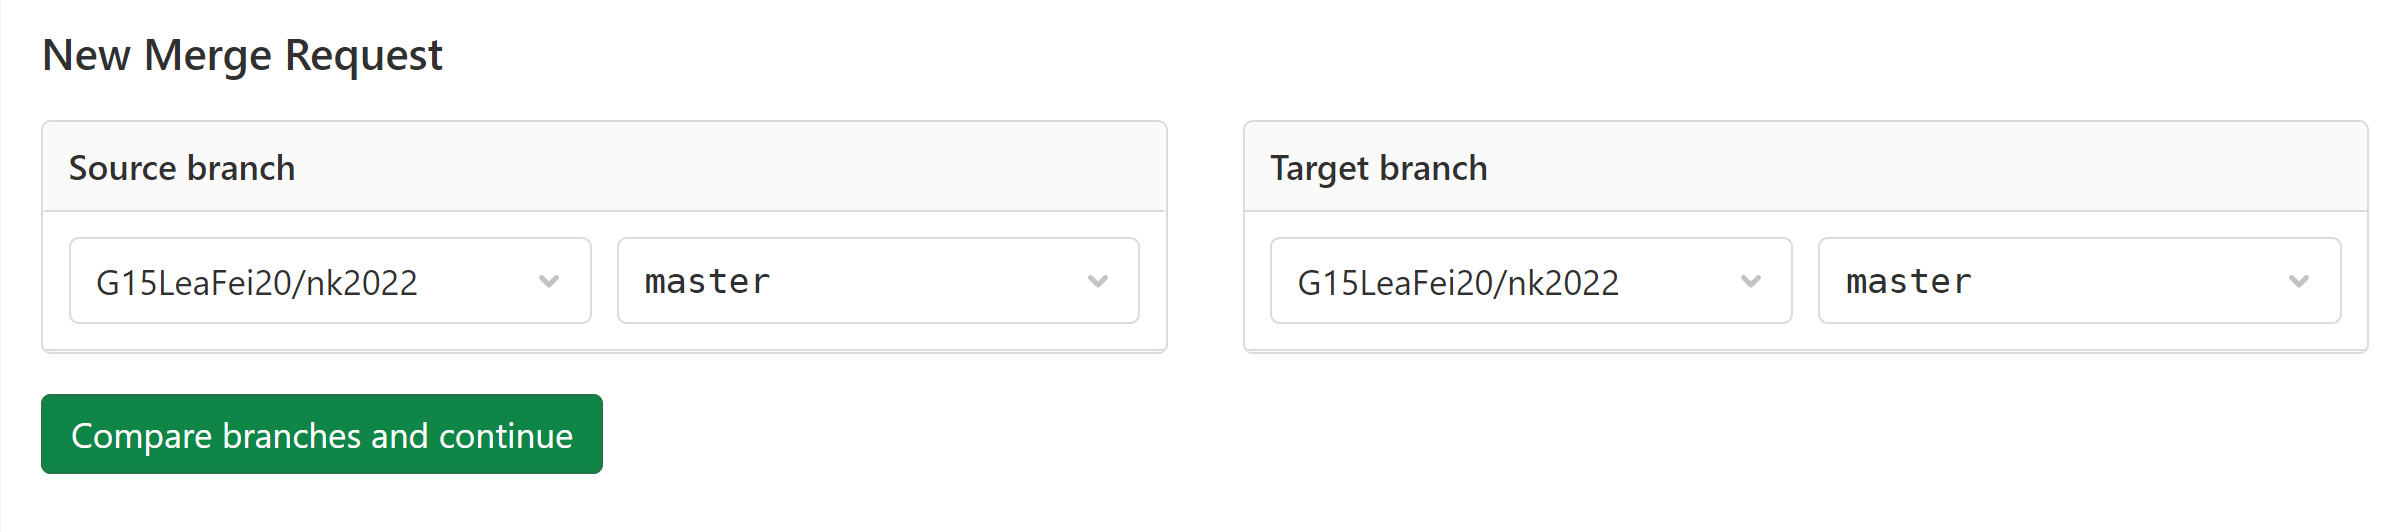 New Merge Request
Source branch
G15LeaFei20/nk2022 master
Target branch
G15LeaFei20/nk2022 master
Compare branches and continue